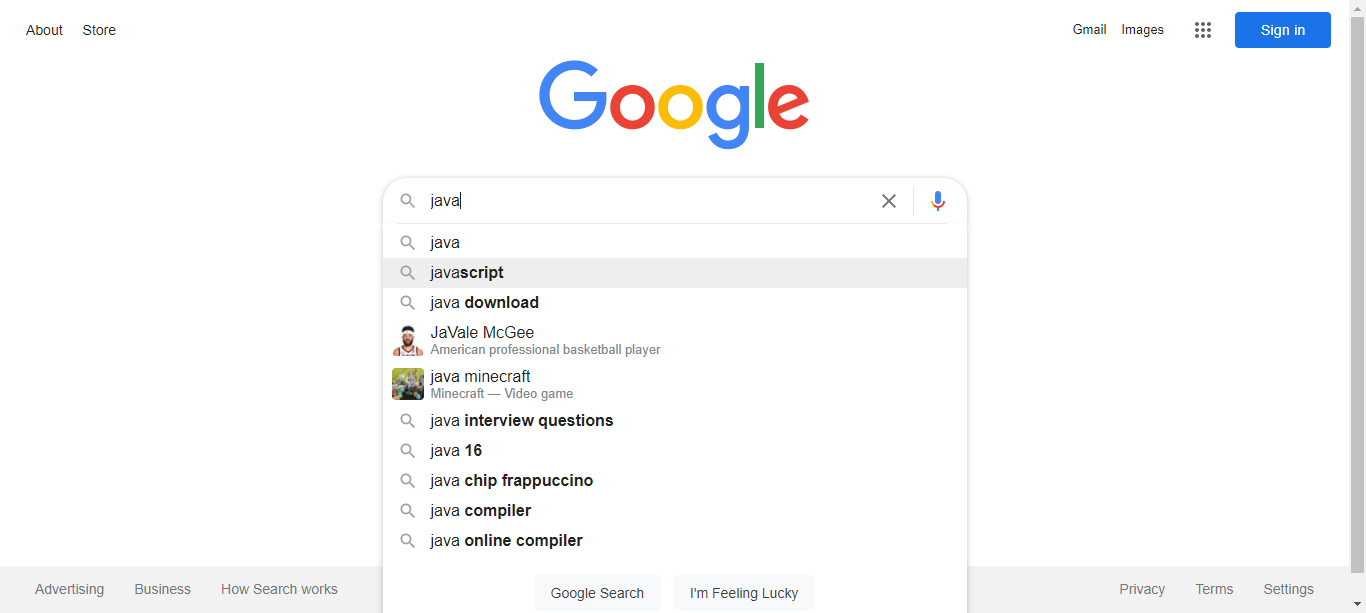 About Store Gmail Images Sign in
Google
java
java
javascript
java download
JaVale McGee
American professional basketball player
java minecraft
Minecraft — Video game
java interview questions
java 16
java chip frappuccino
java compiler
java online compiler
Google Search I'm Feeling Lucky
Advertising Business How Search works Privacy Terms Settings